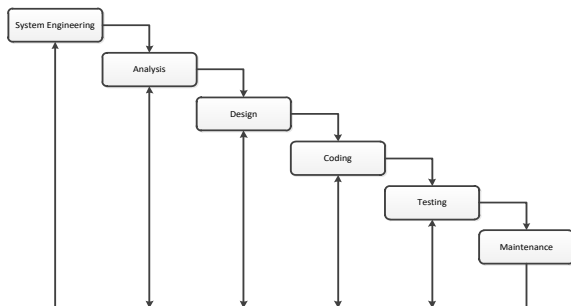 System Engineering
Analysis
Design
Coding
Testing
Maintenance